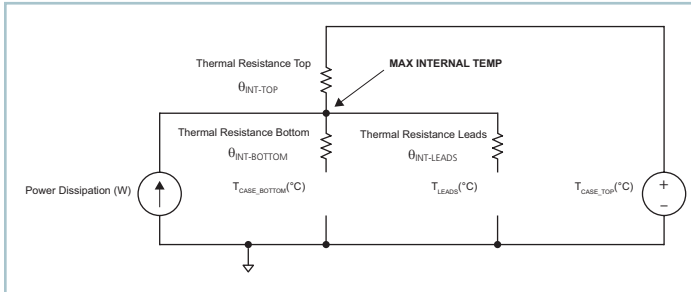 Thermal Resistance Top
θINT-TOP
MAX INTERNAL TEMP
Thermal Resistance Bottom
θINT-BOTTOM
Thermal Resistance Leads
θINT-LEADS
Power Dissipation (W)
TCASE_BOTTOM(°C)
TLEADS(°C)
TCASE_TOP(°C)
+
–